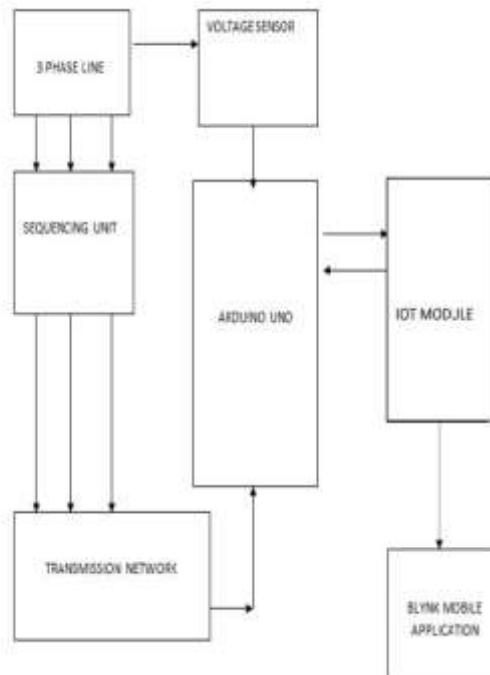 VOLTAGE SENSOR
3 PHASE LINE
SEQUENCING UNIT
ARDUINO UNO
IOT MODULE
TRANSMISSION NETWORK
BLYNK MOBILE
APPLICATION